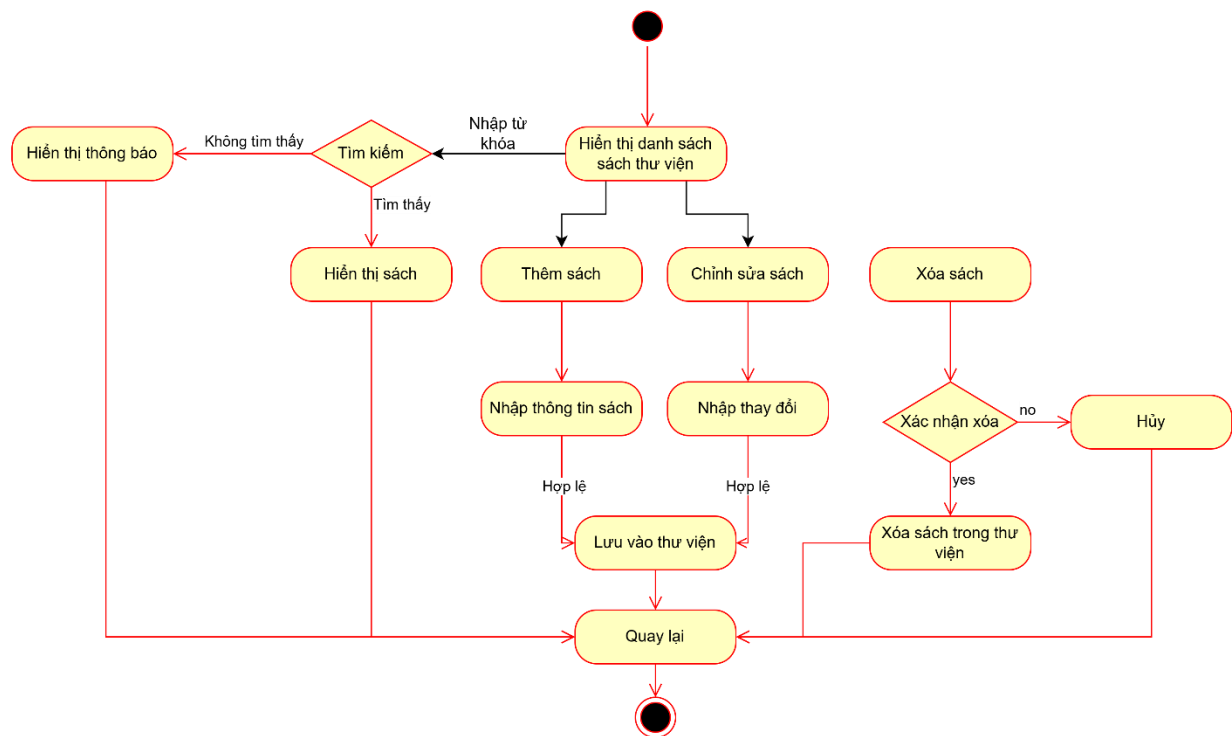 Nhập từ
khóa
Không tìm thấy
Hiển thị thông báo
Tìm kiếm
Hiển thị danh sách
sách thư viện
Tìm thấy
Hiển thị sách
Thêm sách
Chỉnh sửa sách
Xóa sách
Nhập thông tin sách
Nhập thay đổi
Xác nhận xóa
no
Hủy
yes
Hợp lệ
Hợp lệ
Lưu vào thư viện
Xóa sách trong thư
viện
Quay lại